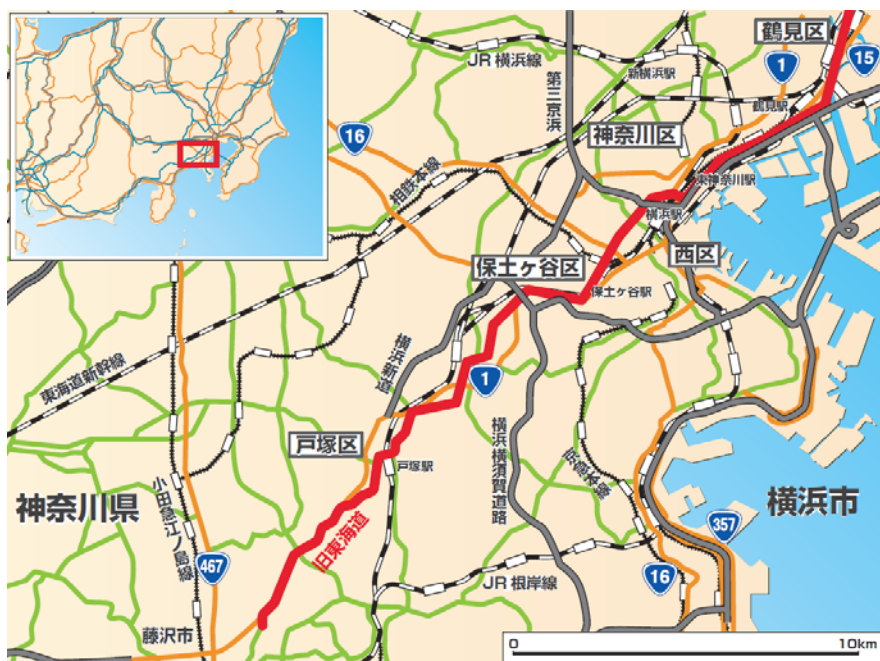 鶴見区
JR 横浜線
1
15
新横浜駅
第三京浜
鶴見駅
16
神奈川区
相鉄本線
東神奈川駅
横浜駅
西区
保土ヶ谷区
保土ヶ谷駅
横浜新道
東海道新幹線
1
戸塚区
戸塚駅
横浜横須賀道路
京急本線
神奈川県
小田急江ノ島線
旧東海道
横浜市
357
467
16
JR 根岸線
藤沢市
0
10km